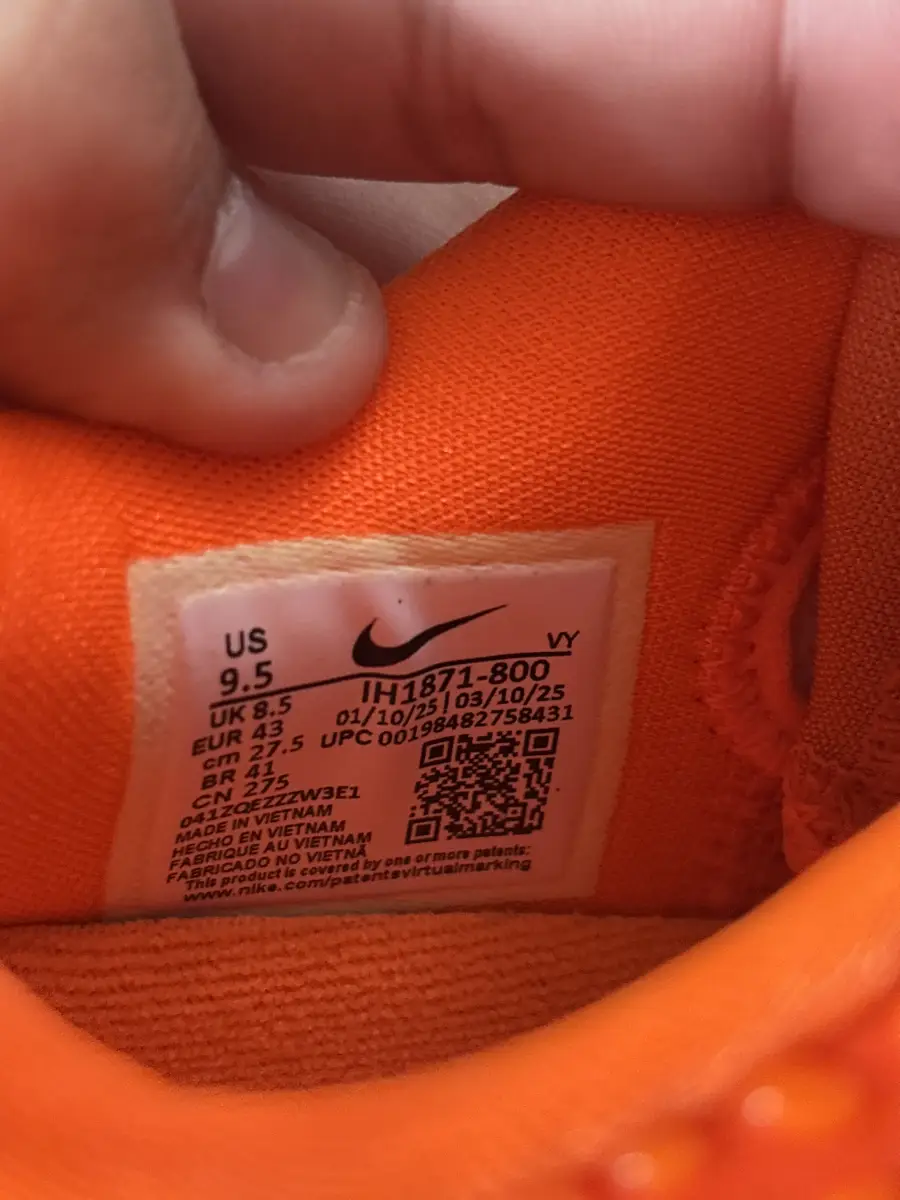 US
9.5
VY
IH1871-800
UK 8.5
01/10/25 | 03/10/25
EUR 43
UPC 00198482758431
cm 27.5
BR 41
CN 275
041ZQEZZZW3E1
MADE IN VIETNAM
HECHO EN VIETNAM
FABRIQUE AU VIETNAM
FABRICADO NO VIETNÃ
This product is covered by one or more patents:
www.nike.com/patentsvirtualmarking